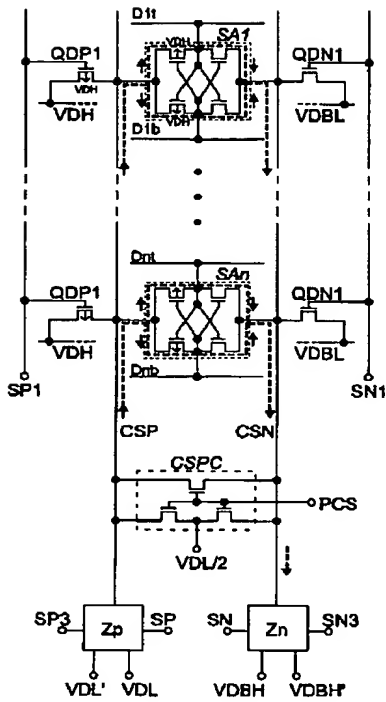 D1t
SA1
QDP1
VDH
QDN1
VDH
VDH
VDH
VDBL
D1b
Dnt
SAn
QDP1
QDN1
VDH
VDBL
SP1
Dnb
SN1
CSP
CSN
CSPC
PCS
VDL/2
SP3
Zp
SP
SN
Zn
SN3
VDL'
VDL
VDBH
VDBH'